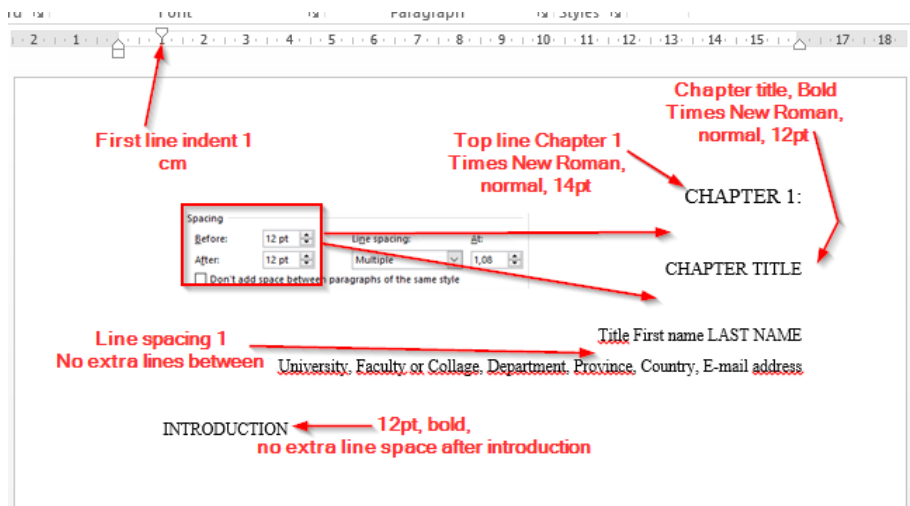 Font Paragraph Styles
2 1 1 2 3 4 5 6 7 8 9 10 11 12 13 14 15 17 18
Chapter title, Bold
Times New Roman,
normal, 12pt
First line indent 1
cm
Top line Chapter 1
Times New Roman,
normal, 14pt
CHAPTER 1:
Spacing
Before: 12 pt Line spacing: At:
After: 12 pt Multiple 1,08
Don't add space between paragraphs of the same style
CHAPTER TITLE
Line spacing 1
No extra lines between
Title First name LAST NAME
University, Faculty or Collage, Department, Province, Country, E-mail address
INTRODUCTION
12pt, bold,
no extra line space after introduction